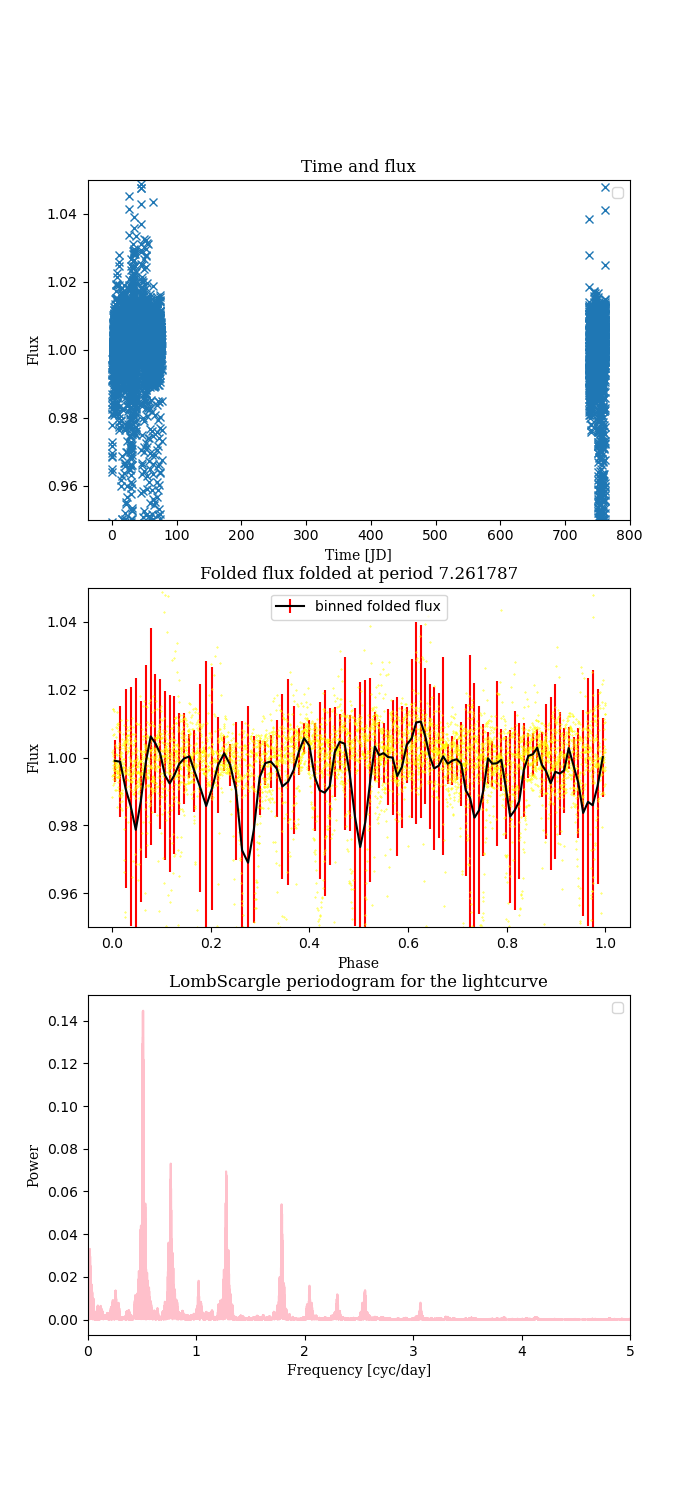 Time and flux
1.04
1.02
1.00
0.98
0.96
Flux
0 100 200 300 400 500 600 700 800
Time [JD]
Folded flux folded at period 7.261787
binned folded flux
1.04
1.02
1.00
0.98
0.96
Flux
0.0 0.2 0.4 0.6 0.8 1.0
Phase
LombScargle periodogram for the lightcurve
0.14
0.12
0.10
0.08
0.06
0.04
0.02
0.00
Power
0 1 2 3 4 5
Frequency [cyc/day]